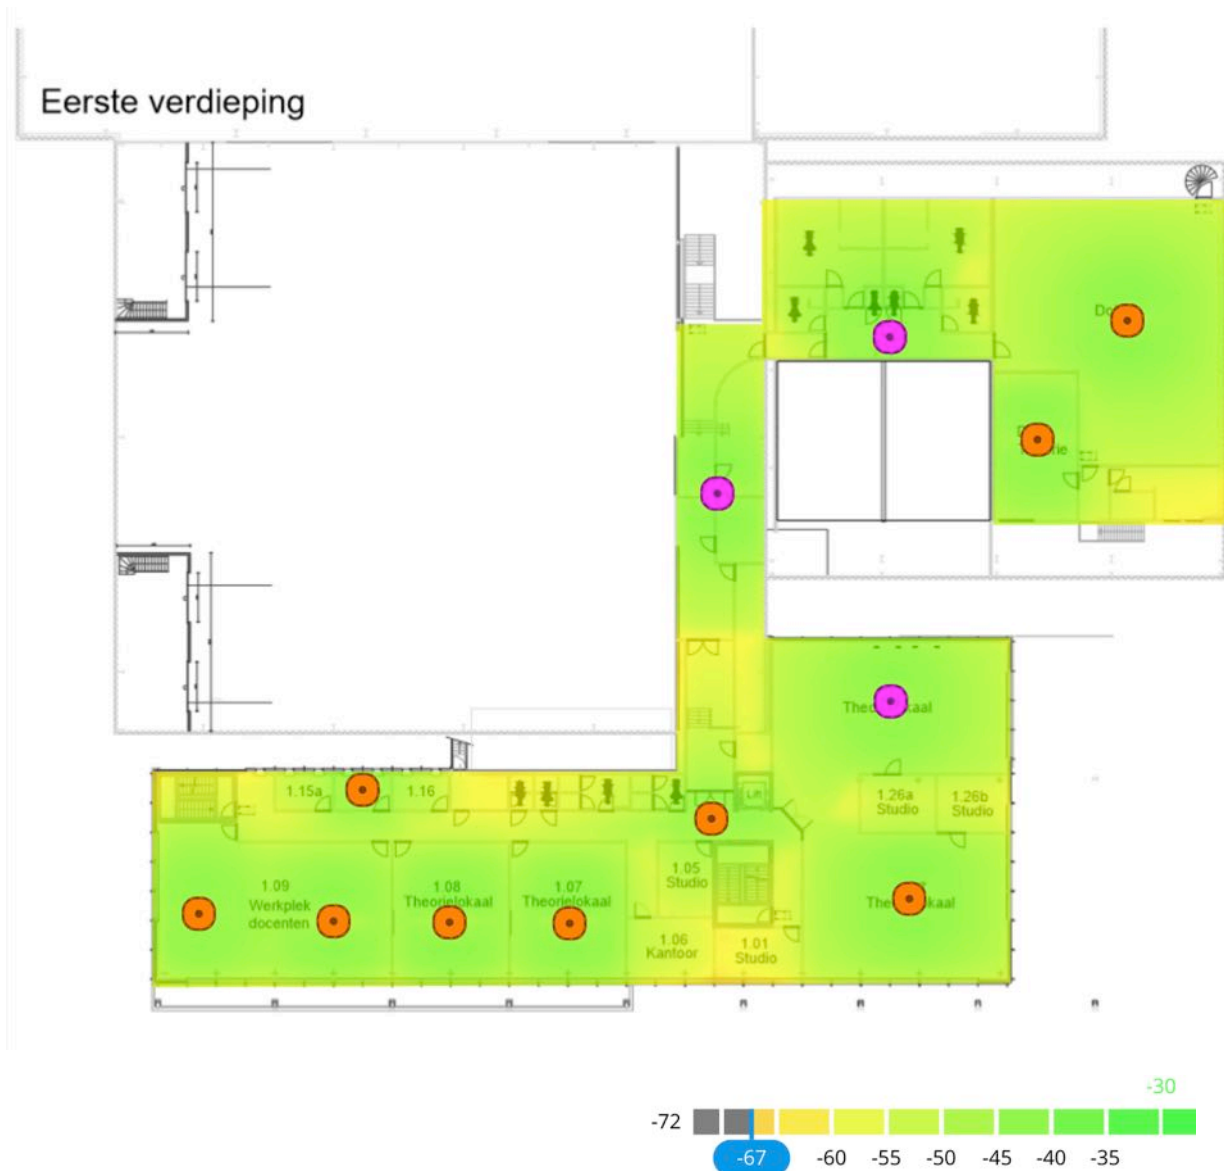 Eerste verdieping
1.15a
1.16
Lift
1.26a
Studio
1.26b
Studio
1.05
Studio
1.09
Werkplek
docenten
1.08
Theorielokaal
1.07
Theorielokaal
1.06
Kantoor
1.01
Studio
-30
-72
-67 -60 -55 -50 -45 -40 -35